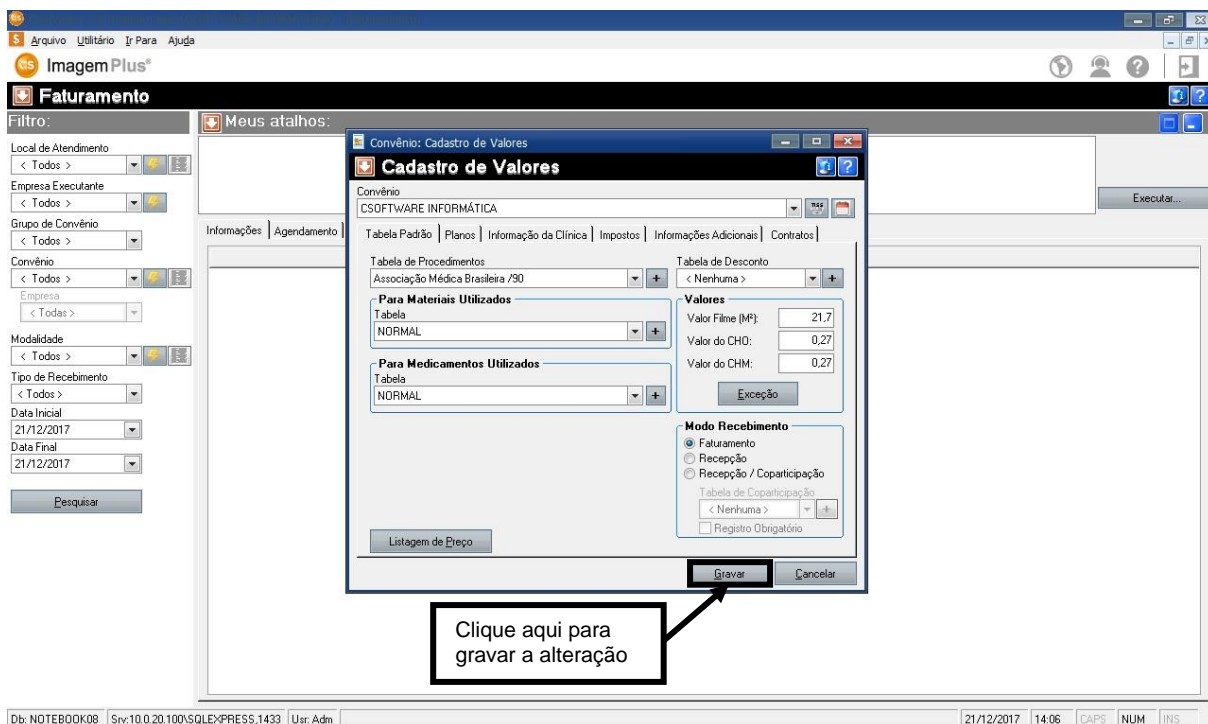 Arquivo Utilitário Ir Para Ajuda
ImagemPlus®
Faturamento
Filtro:
Meus atalhos:
Local de Atendimento
< Todos >
Empresa Executante
< Todos >
Grupo de Convênio
< Todos >
Convênio
< Todos >
Empresa
< Todas >
Modalidade
< Todos >
Tipo de Recebimento
< Todos >
Data Inicial
21/12/2017
Data Final
21/12/2017
Pesquisar
Executar...
Informações Agendamento
Convênio: Cadastro de Valores
Cadastro de Valores
Convênio
CSOFTWARE INFORMÁTICA
Tabela Padrão Planos Informação da Clínica Impostos Informações Adicionais Contratos
Tabela de Procedimentos
Associação Médica Brasileira /90
Tabela de Desconto
< Nenhuma >
Para Materiais Utilizados
Tabela
NORMAL
Para Medicamentos Utilizados
Tabela
NORMAL
Valores
Valor Filme (M²): 21,7
Valor do CHO: 0,27
Valor do CHM: 0,27
Exceção
Modo Recebimento
Faturamento
Recepção
Recepção / Coparticipação
Tabela de Coparticipação
< Nenhuma >
Registro Obrigatório
Listagem de Preço
Gravar Cancelar
Clique aqui para
gravar a alteração
Db: NOTEBOOK08 Srv:10.0.20.100\SQLEXPRESS,1433 Usr: Adm 21/12/2017 14:06 CAPS NUM INS